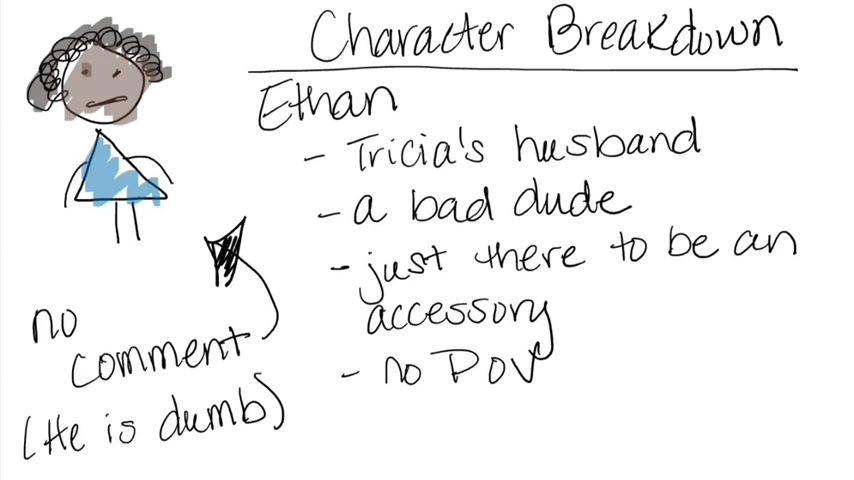 Character Breakdown
Ethan
- Tricia's husband
- a bad dude
- just there to be an
accessory
- no POV
no
comment
(He is dumb)